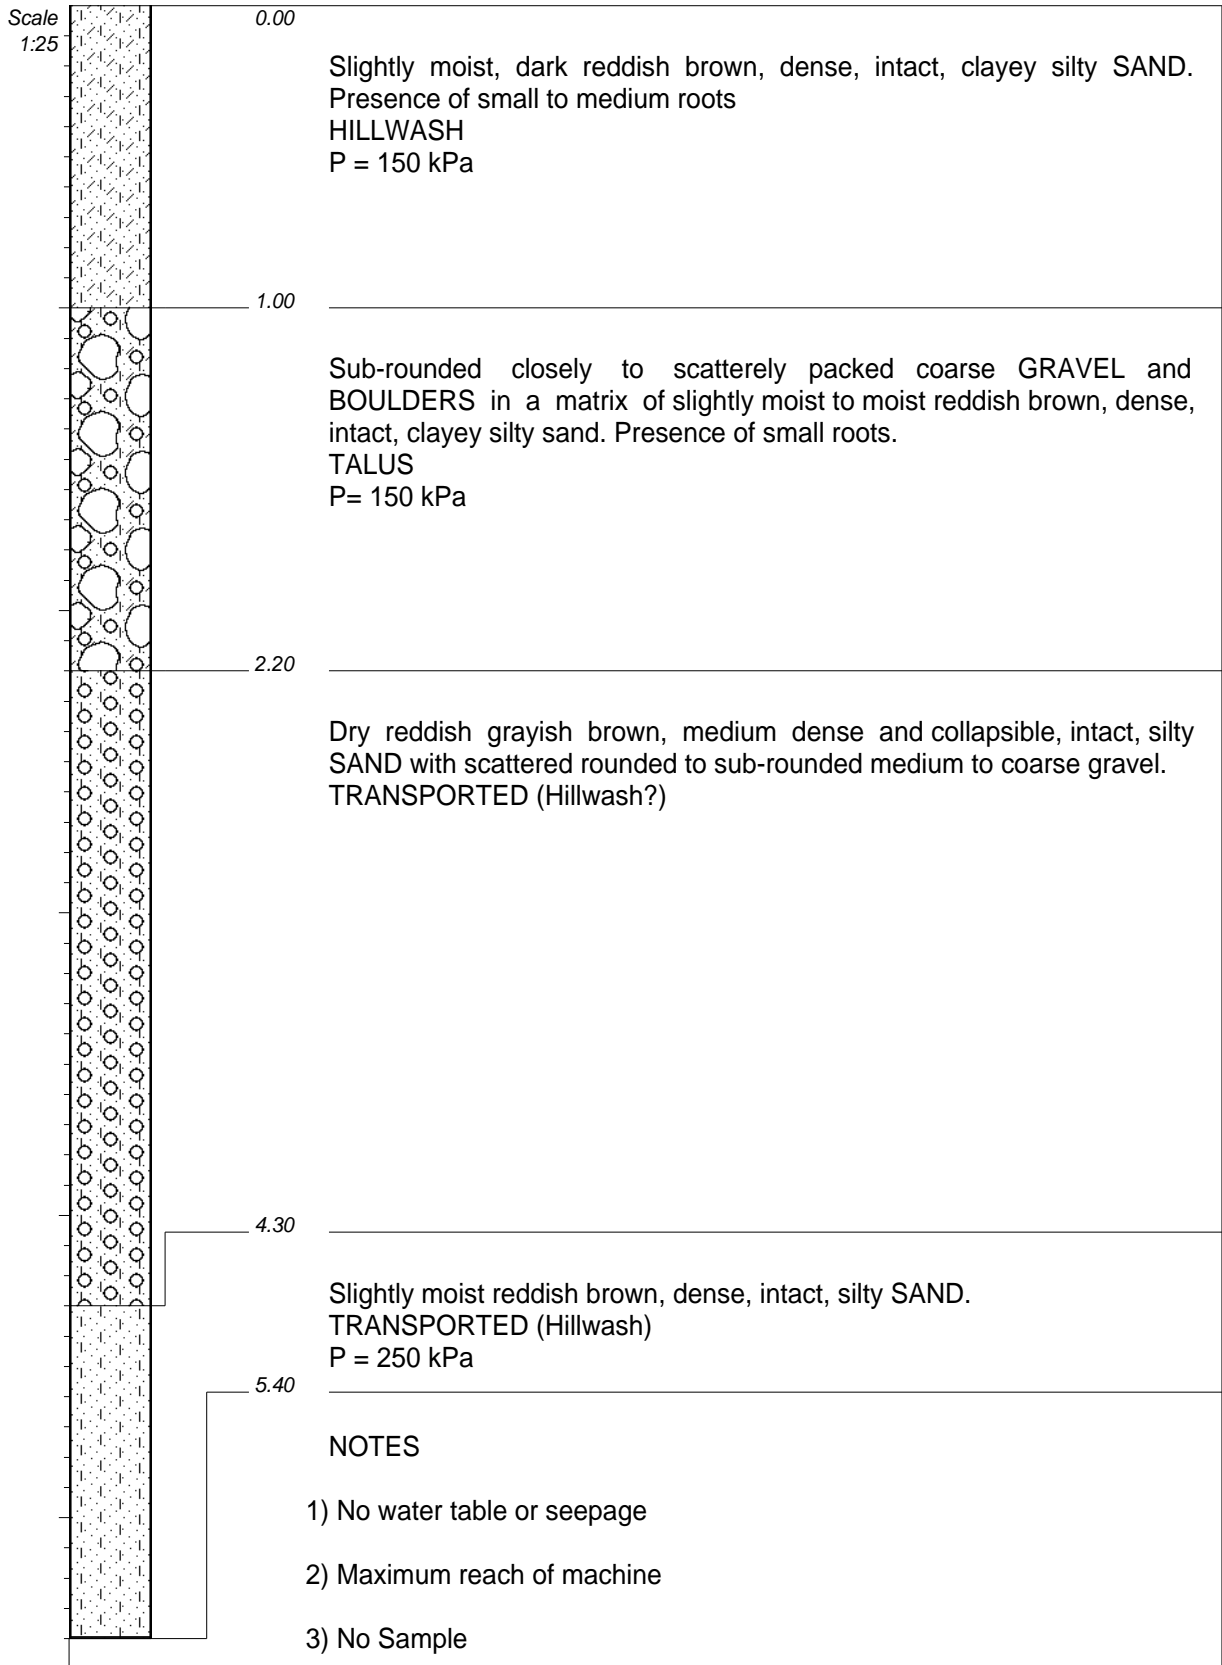 Scale
1:25
0.00
Slightly moist, dark reddish brown, dense, intact, clayey silty SAND.
Presence of small to medium roots
HILLWASH
P = 150 kPa
1.00
Sub-rounded closely to scatterely packed coarse GRAVEL and
BOULDERS in a matrix of slightly moist to moist reddish brown, dense,
intact, clayey silty sand. Presence of small roots.
TALUS
P= 150 kPa
2.20
Dry reddish grayish brown, medium dense and collapsible, intact, silty
SAND with scattered rounded to sub-rounded medium to coarse gravel.
TRANSPORTED (Hillwash?)
4.30
Slightly moist reddish brown, dense, intact, silty SAND.
TRANSPORTED (Hillwash)
P = 250 kPa
5.40
NOTES
1) No water table or seepage
2) Maximum reach of machine
3) No Sample